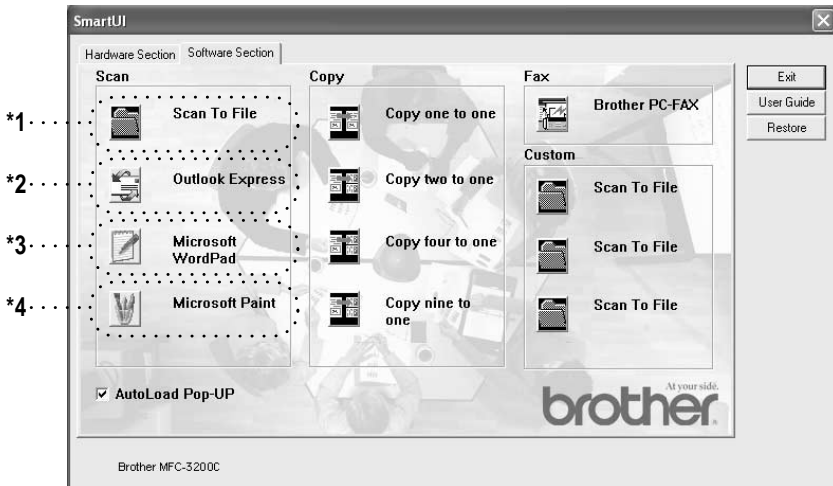 SmartUI
Hardware Section
Software Section
Scan
*1
Scan To File
*2
Outlook Express
*3
Microsoft
WordPad
*4
Microsoft Paint
Copy
Copy one to one
Copy two to one
Copy four to one
Copy nine to
one
Fax
Brother PC-FAX
Custom
Scan To File
Scan To File
Scan To File
Exit
User Guide
Restore
AutoLoad Pop-UP
At your side.
brother
Brother MFC-3200C